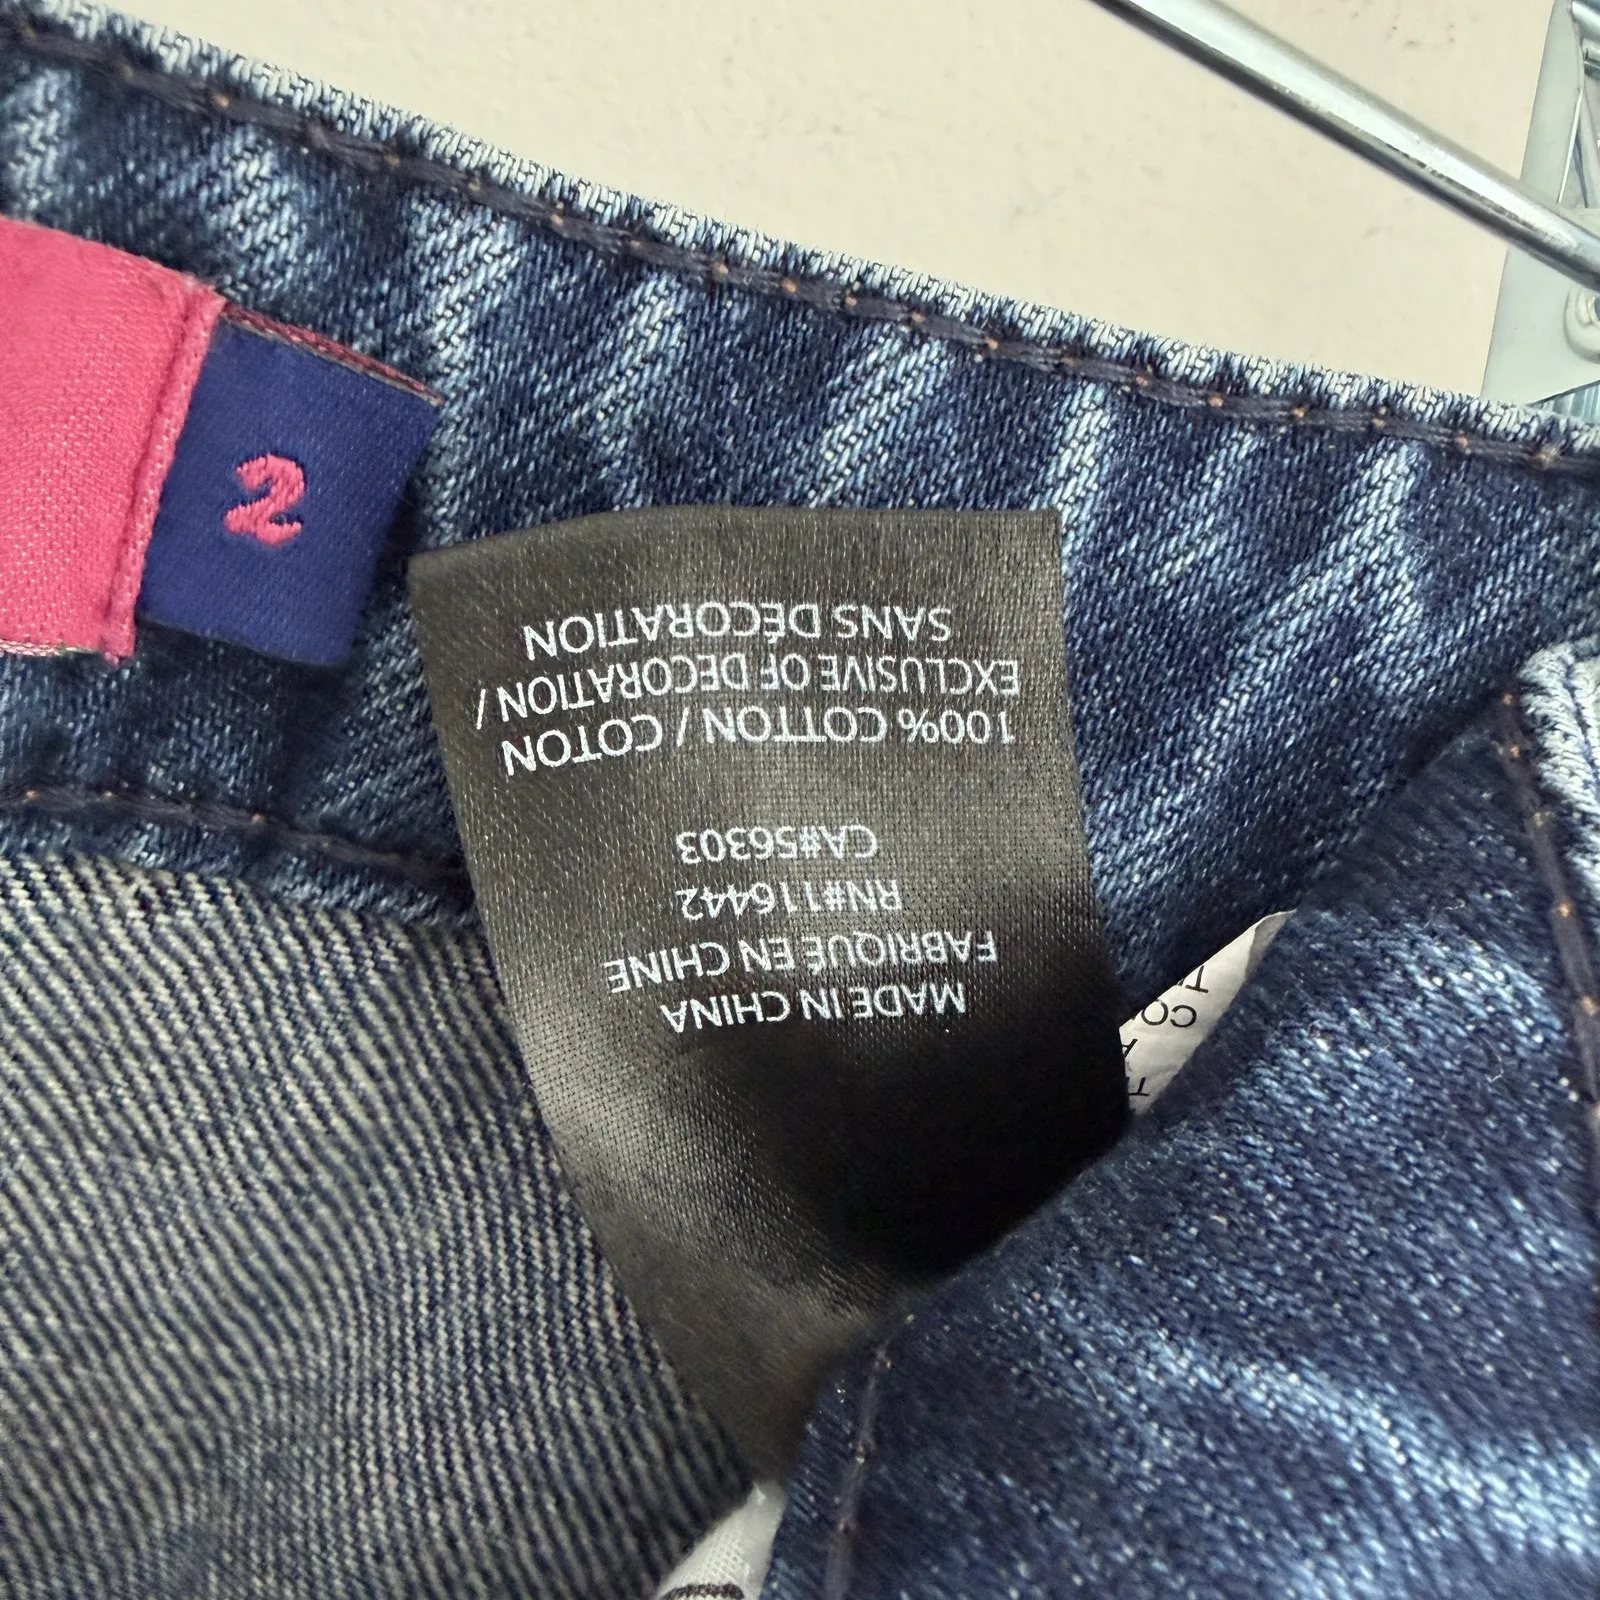 2
MADE IN CHINA
FABRIQUÉ EN CHINE
RN#116442
CA#56303
100% COTTON / COTON
EXCLUSIVE OF DECORATION /
SANS DÉCORATION